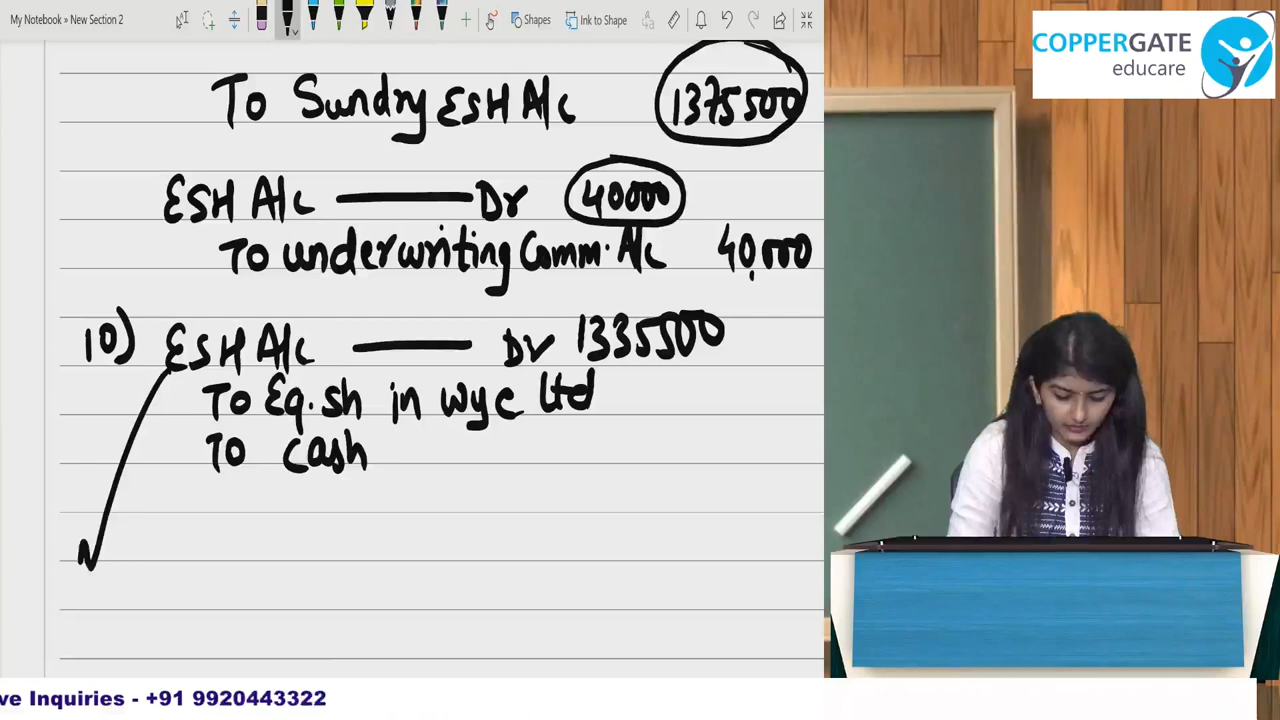 My Notebook » New Section 2
Shapes
Ink to Shape
COPPERGATE
educare
To Sundry ESH A/c 1375500
ESH A/c Dr 40000
To underwriting Comm. A/c 40,000
10) ESH A/c Dr 1335500
To Eq. sh in wyc Ltd
To cash
ve Inquiries - +91 9920443322